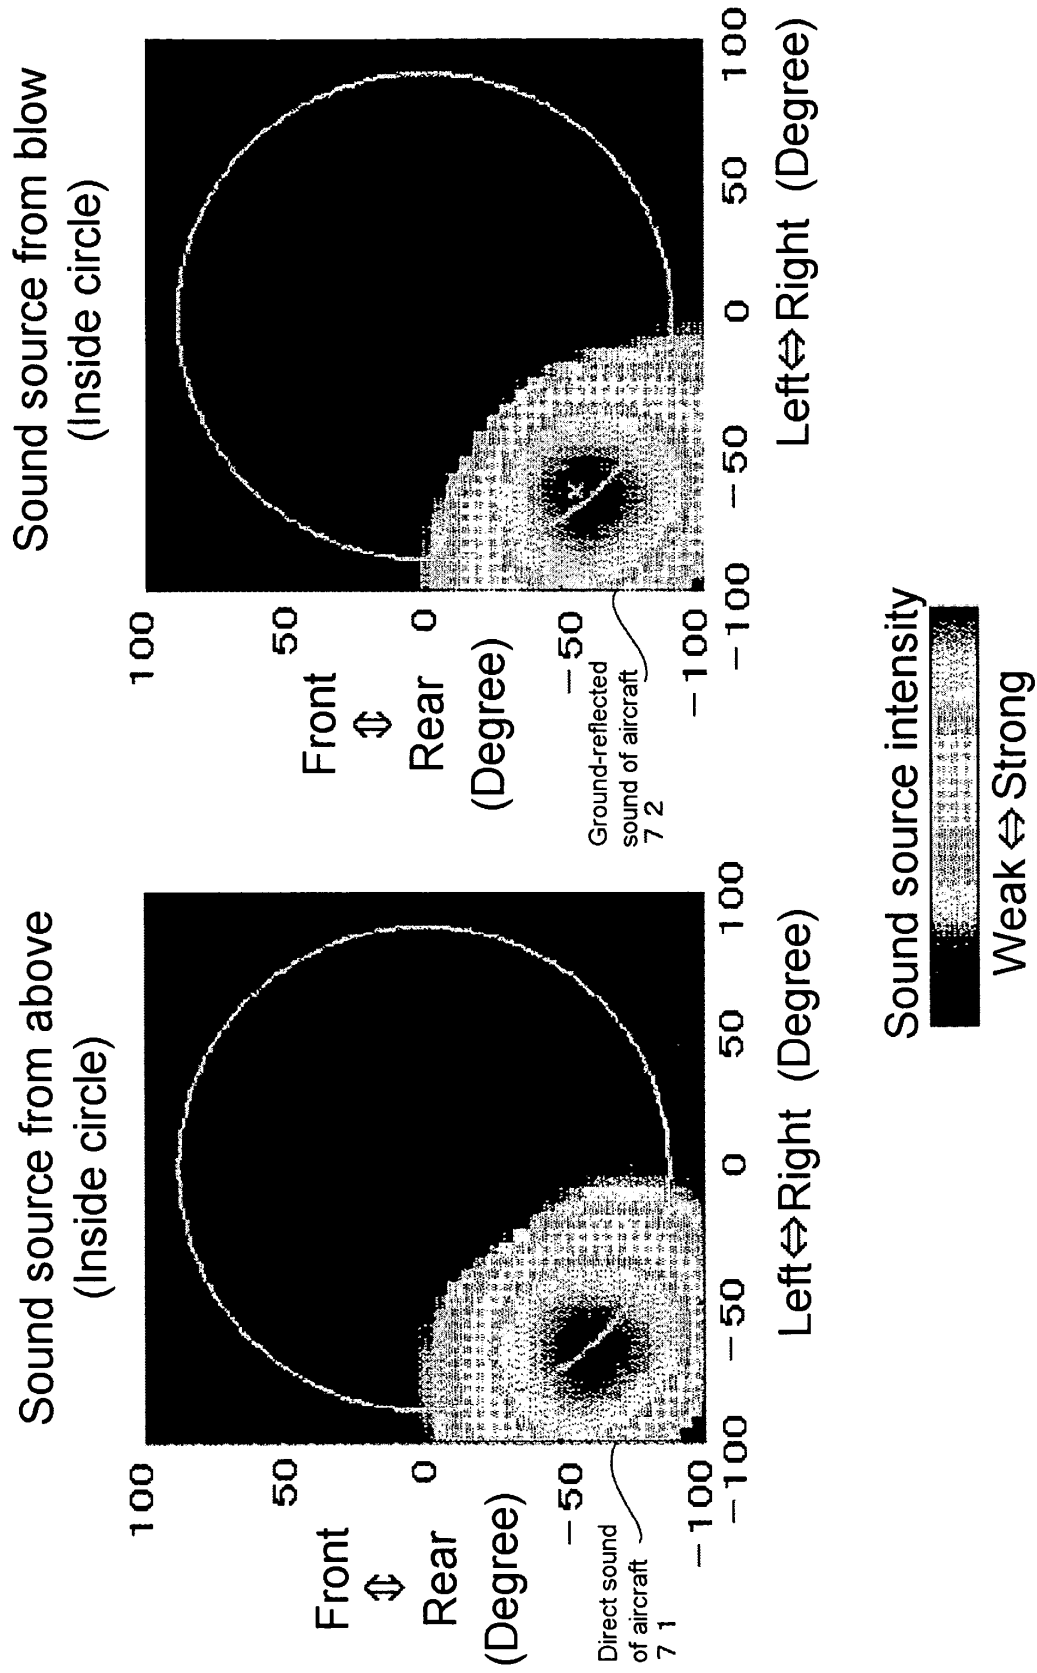 Sound source from above
(Inside circle)
100
50
0
−50
−100
Front
⇕
Rear
(Degree)
Direct sound
of aircraft
7 1
−100
−50
0
50
100
Left⇔Right (Degree)
Sound source from blow
(Inside circle)
100
50
0
−50
−100
Front
⇕
Rear
(Degree)
Ground-reflected
sound of aircraft
7 2
×
−100
−50
0
50
100
Left⇔Right (Degree)
Sound source intensity
Weak⇔Strong